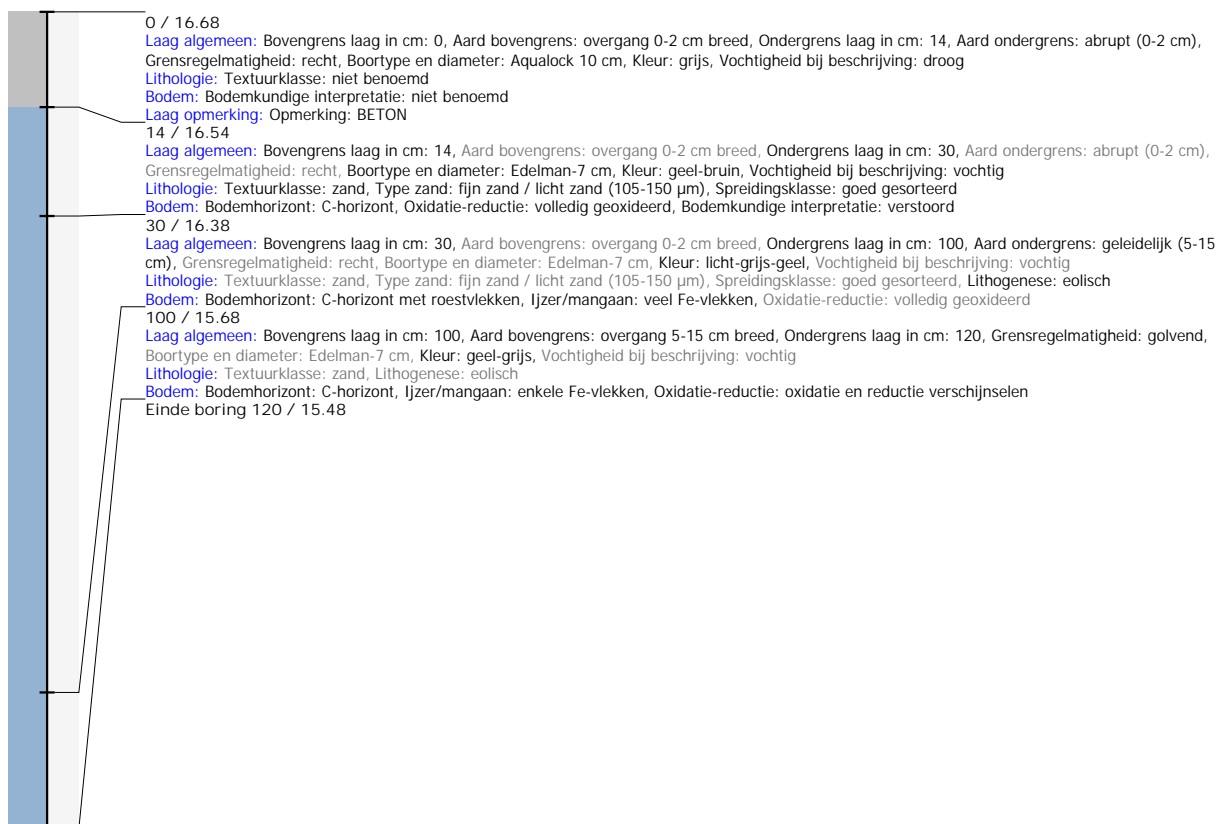 0 / 16.68
Laag algemeen: Bovengrens laag in cm: 0, Aard bovengrens: overgang 0-2 cm breed, Ondergrens laag in cm: 14, Aard ondergrens: abrupt (0-2 cm),
Grensregelmatigheid: recht, Boortype en diameter: Aqualock 10 cm, Kleur: grijs, Vochtigheid bij beschrijving: droog
Lithologie: Textuurklasse: niet benoemd
Bodem: Bodemkundige interpretatie: niet benoemd
Laag opmerking: Opmerking: BETON
14 / 16.54
Laag algemeen: Bovengrens laag in cm: 14, Aard bovengrens: overgang 0-2 cm breed, Ondergrens laag in cm: 30, Aard ondergrens: abrupt (0-2 cm),
Grensregelmatigheid: recht, Boortype en diameter: Edelman-7 cm, Kleur: geel-bruin, Vochtigheid bij beschrijving: vochtig
Lithologie: Textuurklasse: zand, Type zand: fijn zand / licht zand (105-150 µm), Spreidingsklasse: goed gesorteerd
Bodem: Bodemhorizont: C-horizont, Oxidatie-reductie: volledig geoxideerd, Bodemkundige interpretatie: verstoord
30 / 16.38
Laag algemeen: Bovengrens laag in cm: 30, Aard bovengrens: overgang 0-2 cm breed, Ondergrens laag in cm: 100, Aard ondergrens: geleidelijk (5-15
cm), Grensregelmatigheid: recht, Boortype en diameter: Edelman-7 cm, Kleur: licht-grijs-geel, Vochtigheid bij beschrijving: vochtig
Lithologie: Textuurklasse: zand, Type zand: fijn zand / licht zand (105-150 µm), Spreidingsklasse: goed gesorteerd, Lithogenese: eolisch
Bodem: Bodemhorizont: C-horizont met roestvlekken, Ijzer/mangaan: veel Fe-vlekken, Oxidatie-reductie: volledig geoxideerd
100 / 15.68
Laag algemeen: Bovengrens laag in cm: 100, Aard bovengrens: overgang 5-15 cm breed, Ondergrens laag in cm: 120, Grensregelmatigheid: golvend,
Boortype en diameter: Edelman-7 cm, Kleur: geel-grijs, Vochtigheid bij beschrijving: vochtig
Lithologie: Textuurklasse: zand, Lithogenese: eolisch
Bodem: Bodemhorizont: C-horizont, Ijzer/mangaan: enkele Fe-vlekken, Oxidatie-reductie: oxidatie en reductie verschijnselen
Einde boring 120 / 15.48